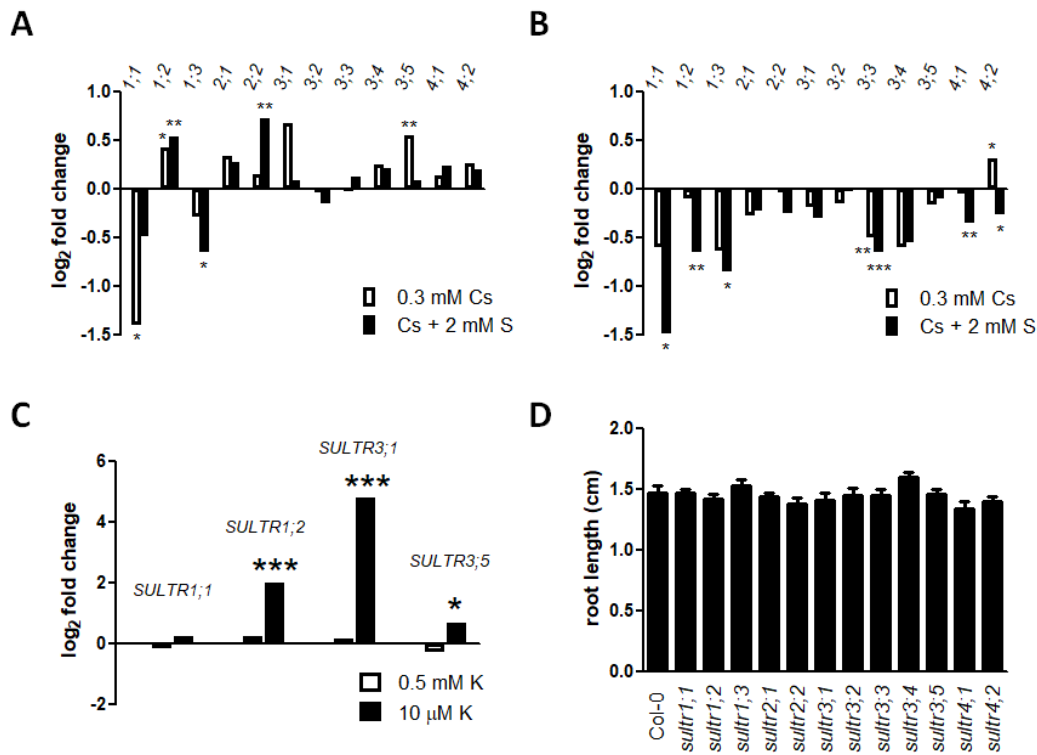 A
1;1 1;2 1;3 2;1 2;2 3;1 3;2 3;3 3;4 3;5 4;1 4;2
log2 fold change
1.0
0.5
0.0
-0.5
-1.0
-1.5
* ** ** **
*
*
0.3 mM Cs
Cs + 2 mM S
B
1;1 1;2 1;3 2;1 2;2 3;1 3;2 3;3 3;4 3;5 4;1 4;2
log2 fold change
1.0
0.5
0.0
-0.5
-1.0
-1.5
*
** *** ** *
** *
*
0.3 mM Cs
Cs + 2 mM S
C
log2 fold change
6
4
2
0
-2
SULTR1;1
SULTR1;2
***
SULTR3;1
***
SULTR3;5
*
0.5 mM K
10 µM K
D
root length (cm)
2.0
1.5
1.0
1.5
0.0
Col-0 sultr1;1 sultr1;2 sultr1;3 sultr2;1 sultr2;2 sultr3;1 sultr3;2 sultr3;3 sultr3;4 sultr3;5 sultr4;1 sultr4;2